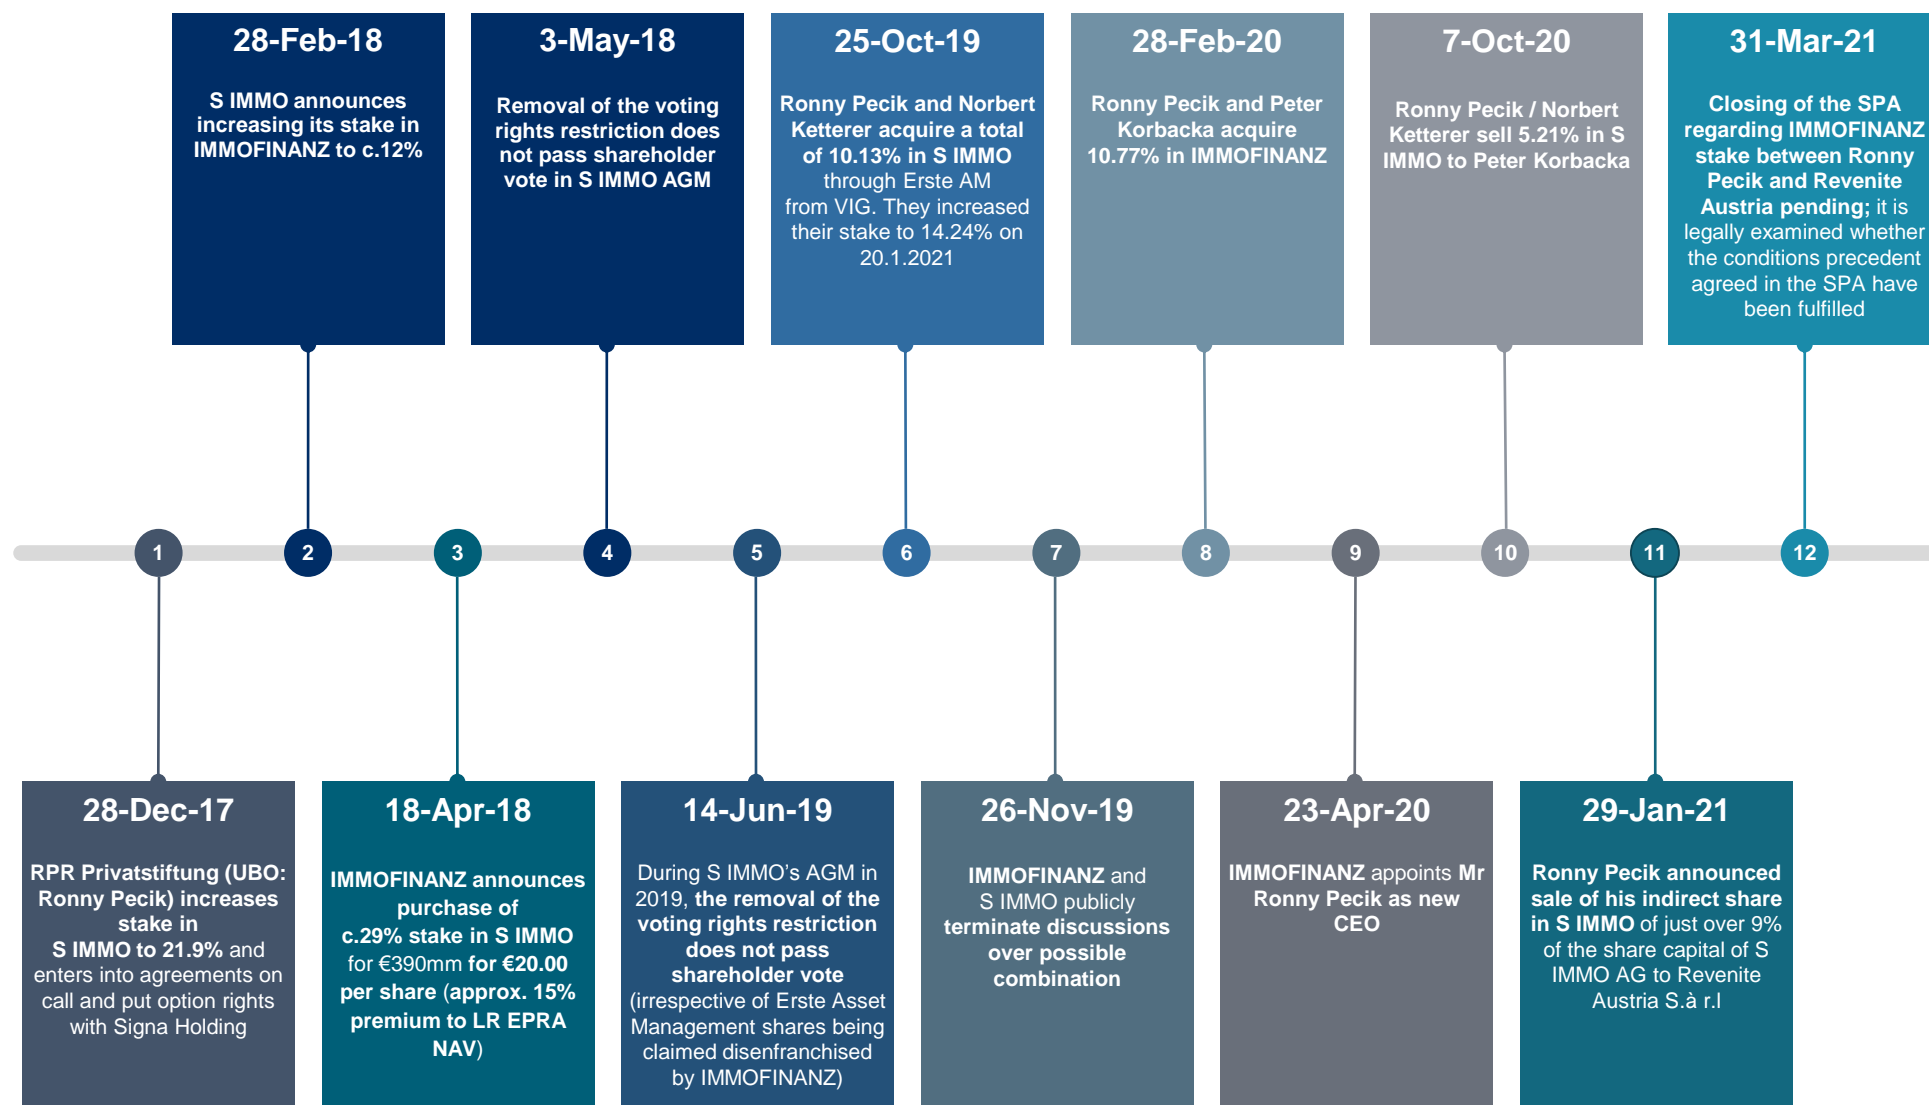 28-Feb-18
S IMMO announces
increasing its stake in
IMMOFINANZ to c.12%
3-May-18
Removal of the voting
rights restriction does
not pass shareholder
vote in S IMMO AGM
25-Oct-19
Ronny Pecik and Norbert
Ketterer acquire a total
of 10.13% in S IMMO
through Erste AM
from VIG. They increased
their stake to 14.24% on
20.1.2021
28-Feb-20
Ronny Pecik and Peter
Korbacka acquire
10.77% in IMMOFINANZ
7-Oct-20
Ronny Pecik / Norbert
Ketterer sell 5.21% in S
IMMO to Peter Korbacka
31-Mar-21
Closing of the SPA
regarding IMMOFINANZ
stake between Ronny
Pecik and Revenite
Austria pending; it is
legally examined whether
the conditions precedent
agreed in the SPA have
been fulfilled
1 2 3 4 5 6 7 8 9 10 11 12
28-Dec-17
RPR Privatstiftung (UBO:
Ronny Pecik) increases
stake in
S IMMO to 21.9% and
enters into agreements on
call and put option rights
with Signa Holding
18-Apr-18
IMMOFINANZ announces
purchase of
c.29% stake in S IMMO
for €390mm for €20.00
per share (approx. 15%
premium to LR EPRA
NAV)
14-Jun-19
During S IMMO's AGM in
2019, the removal of the
voting rights restriction
does not pass
shareholder vote
(irrespective of Erste Asset
Management shares being
claimed disenfranchised
by IMMOFINANZ)
26-Nov-19
IMMOFINANZ and
S IMMO publicly
terminate discussions
over possible
combination
23-Apr-20
IMMOFINANZ appoints Mr
Ronny Pecik as new
CEO
29-Jan-21
Ronny Pecik announced
sale of his indirect share
in S IMMO of just over 9%
of the share capital of S
IMMO AG to Revenite
Austria S.à r.l